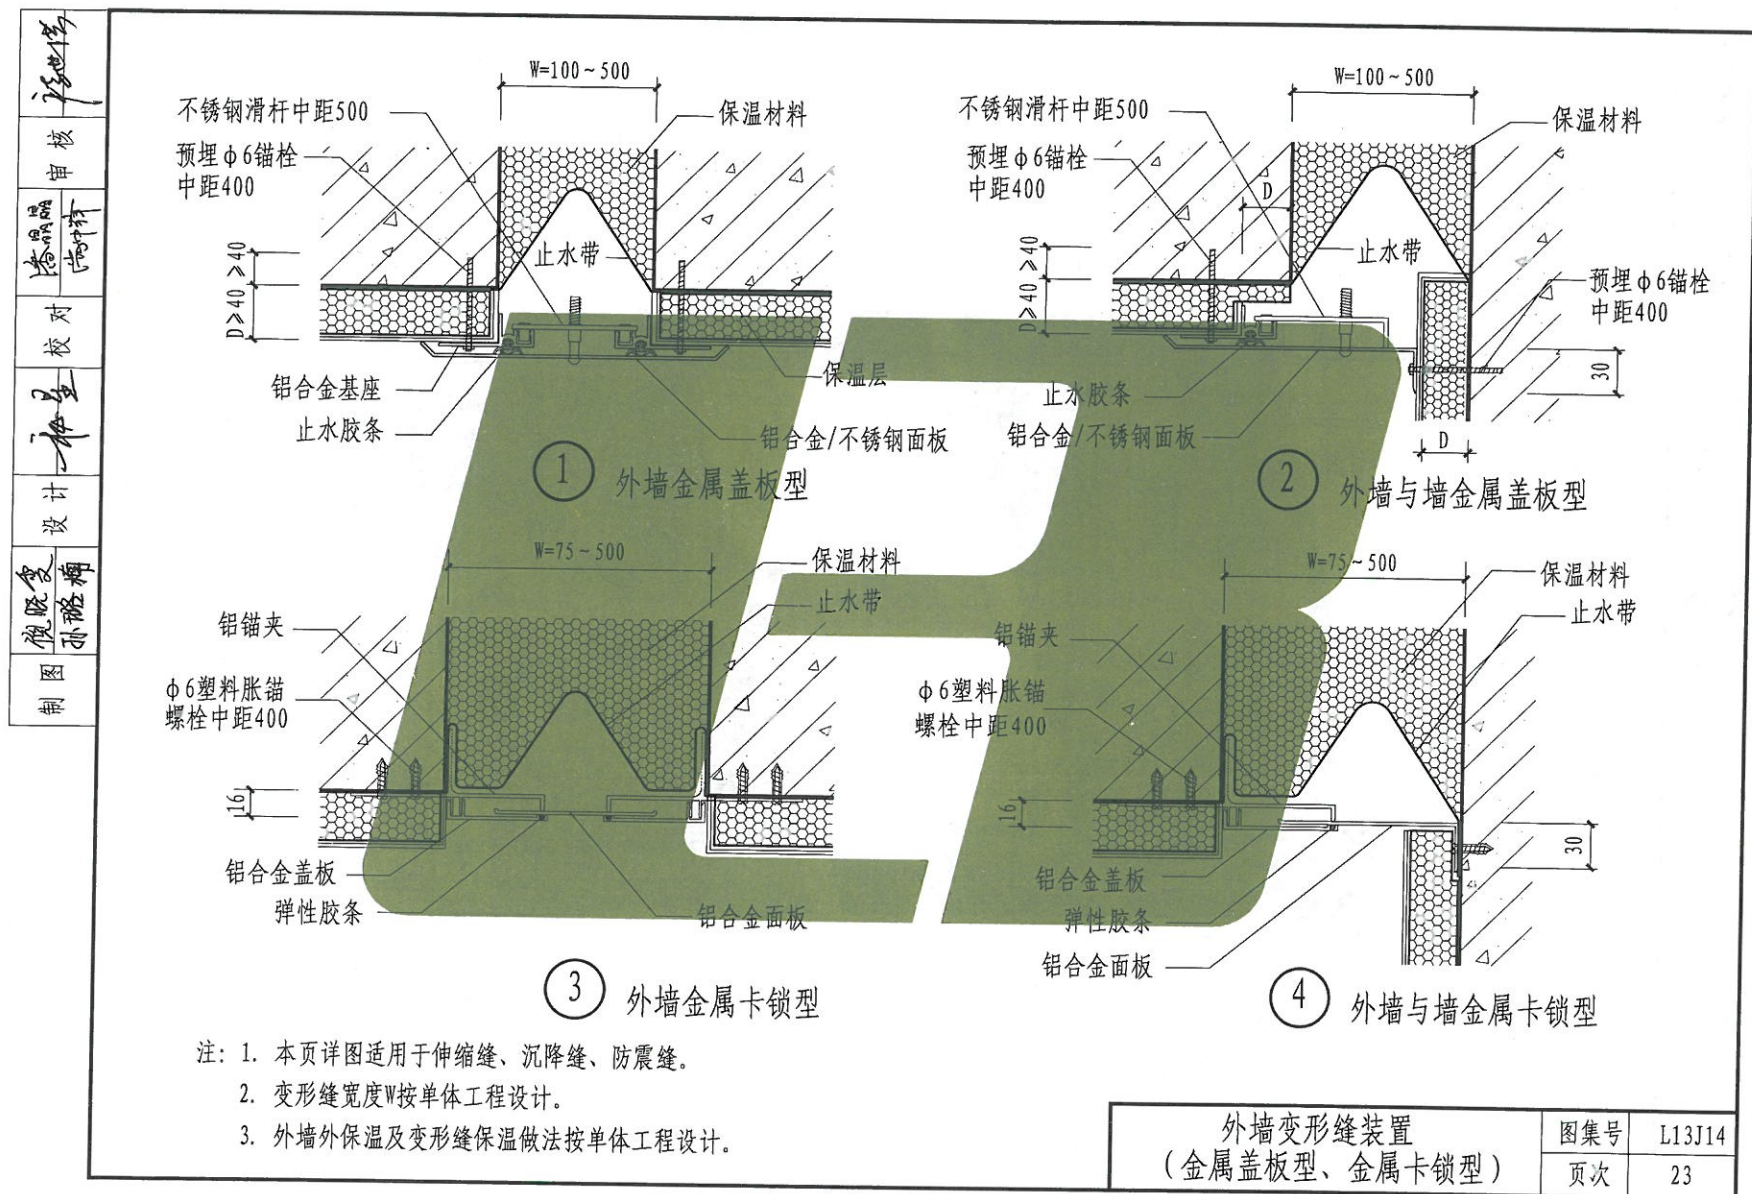 审核
校对
设计
制图
W=100～500
不锈钢滑杆中距500
保温材料
预埋ϕ6锚栓
中距400
止水带
≥40
D≥40
铝合金基座
止水胶条
保温层
铝合金/不锈钢面板
① 外墙金属盖板型
W=100～500
不锈钢滑杆中距500
保温材料
预埋ϕ6锚栓
中距400
D
止水带
≥40
D≥40
预埋ϕ6锚栓
中距400
30
止水胶条
铝合金/不锈钢面板
D
② 外墙与墙金属盖板型
W=75～500
保温材料
止水带
铝锚夹
ϕ6塑料胀锚
螺栓中距400
16
铝合金盖板
弹性胶条
铝合金面板
③ 外墙金属卡锁型
W=75～500
保温材料
止水带
铝锚夹
ϕ6塑料胀锚
螺栓中距400
16
30
铝合金盖板
弹性胶条
铝合金面板
④ 外墙与墙金属卡锁型
注: 1. 本页详图适用于伸缩缝、沉降缝、防震缝。
2. 变形缝宽度W按单体工程设计。
3. 外墙外保温及变形缝保温做法按单体工程设计。
外墙变形缝装置
(金属盖板型、金属卡锁型)
图集号 L13J14
页次 23